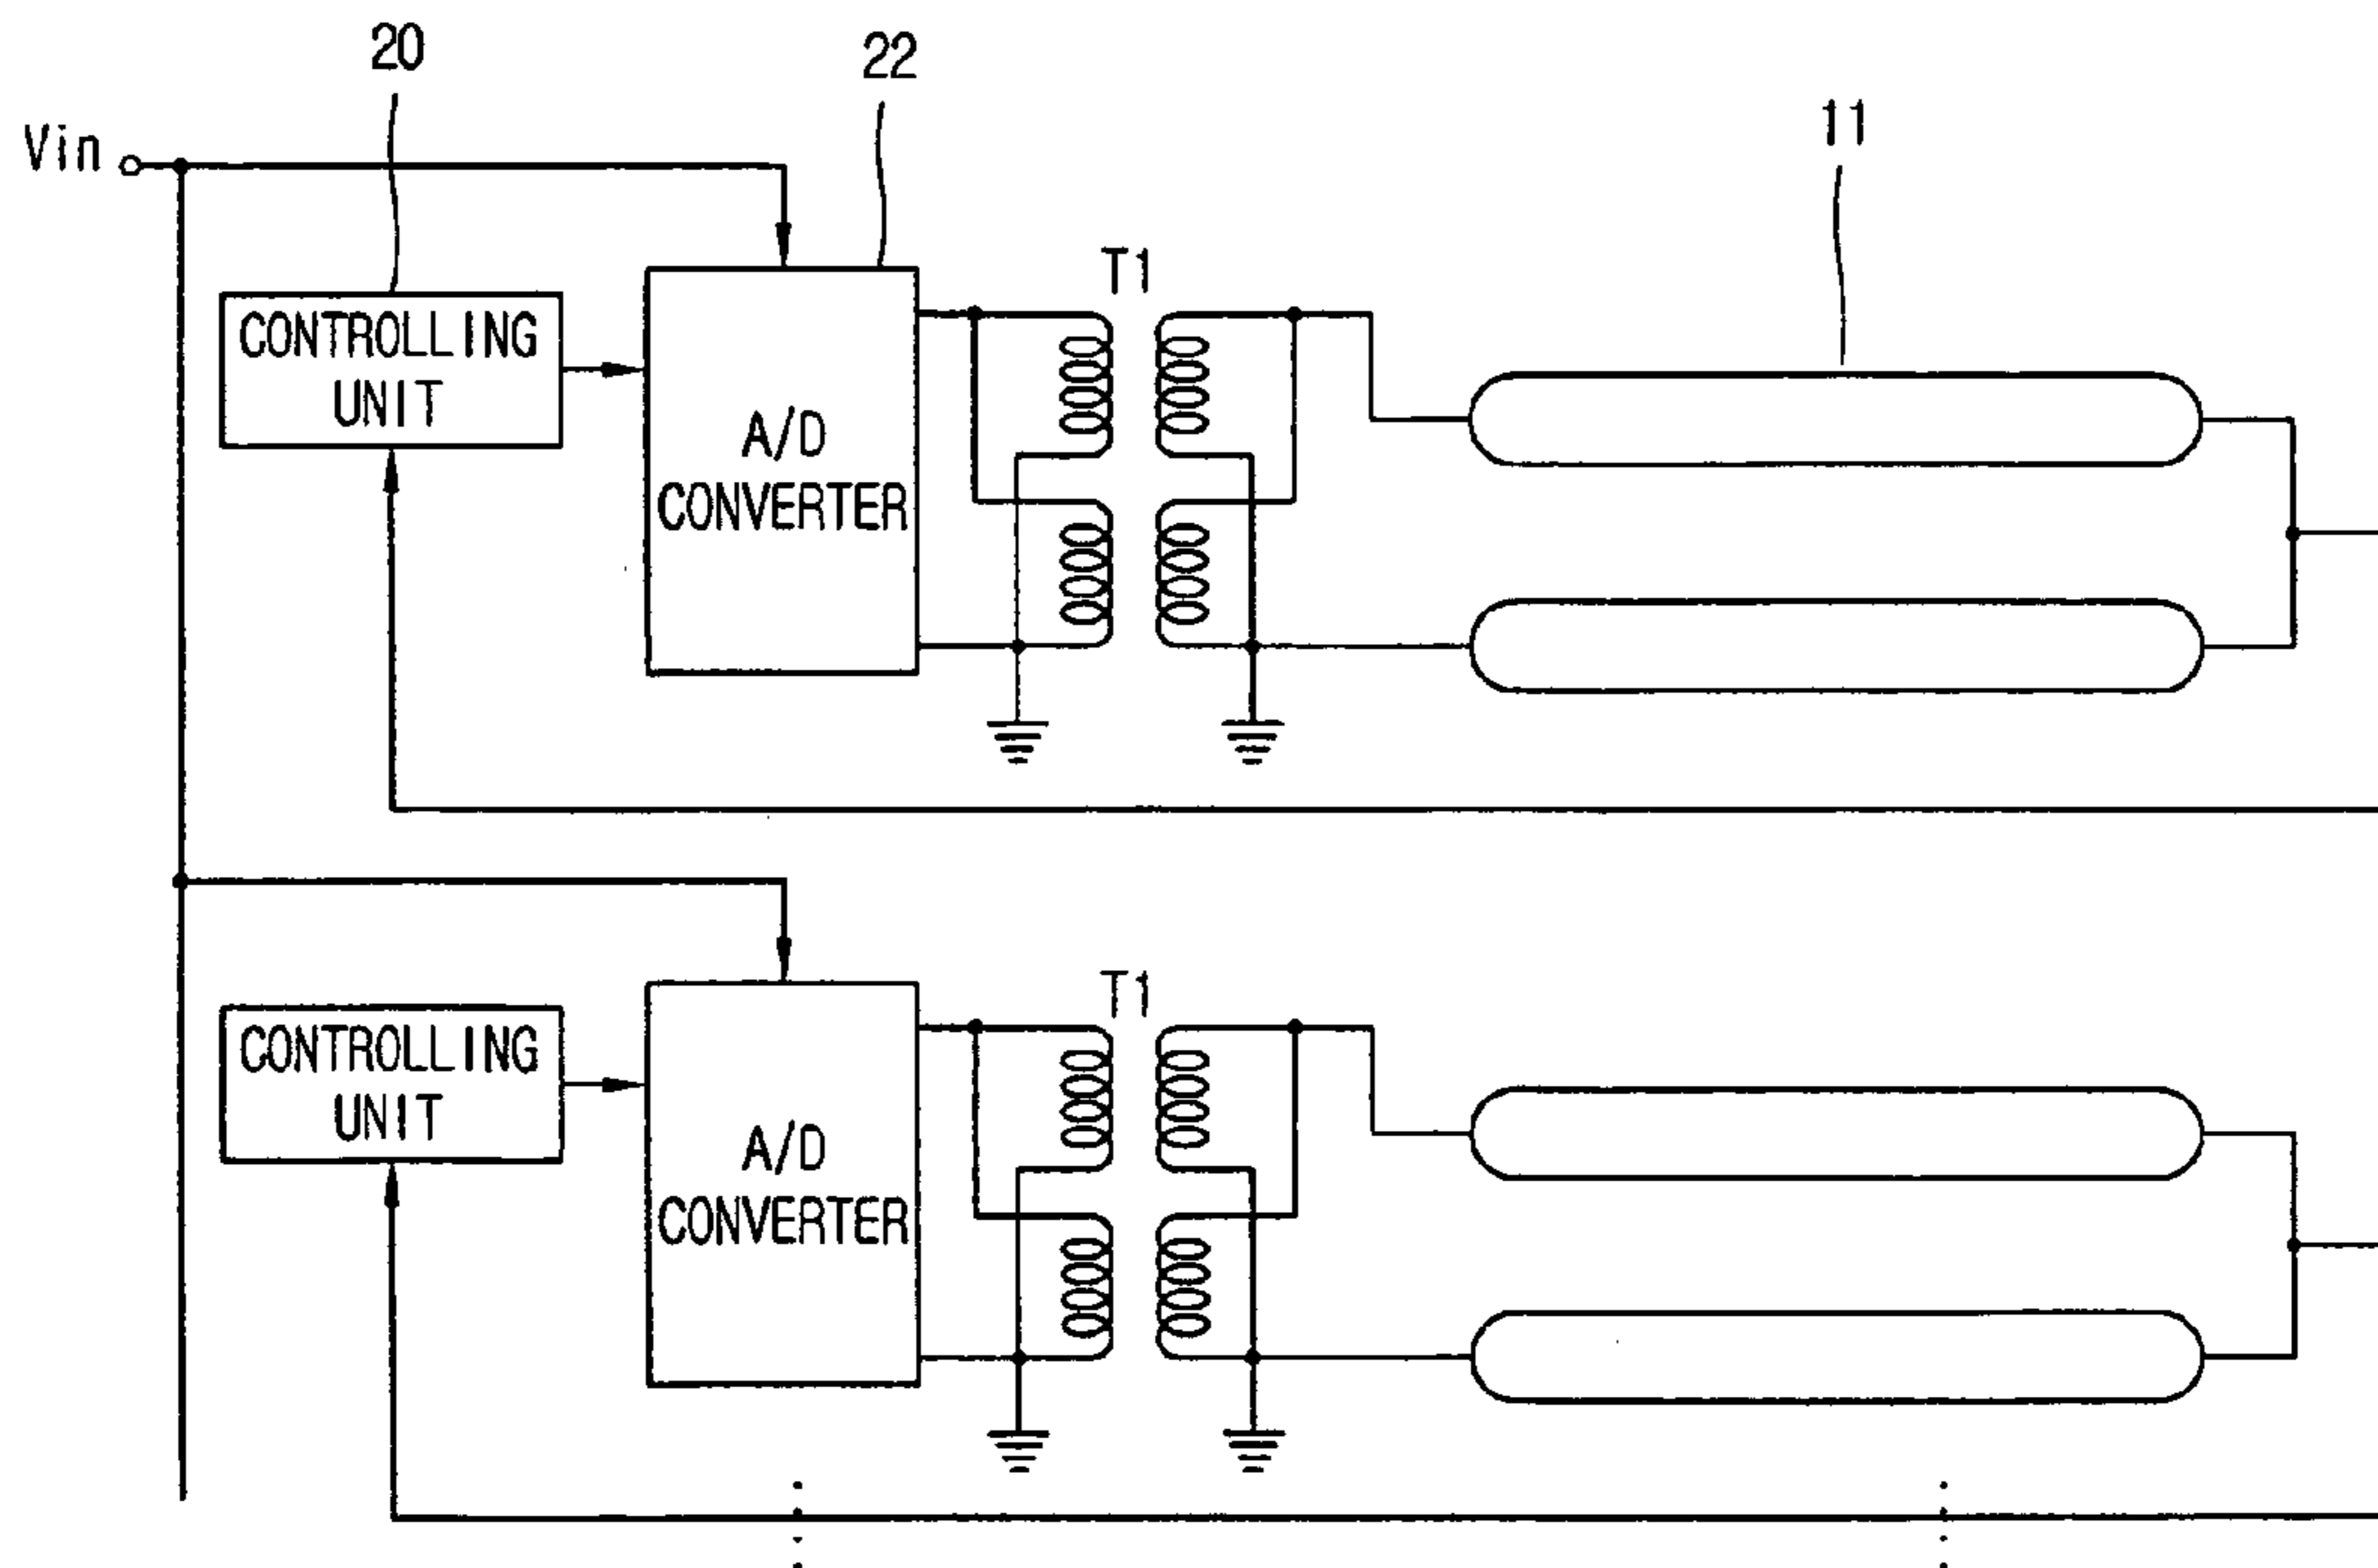 20
22
11
Vin
T1
CONTROLLING
UNIT
A/D
CONVERTER
T1
CONTROLLING
UNIT
A/D
CONVERTER